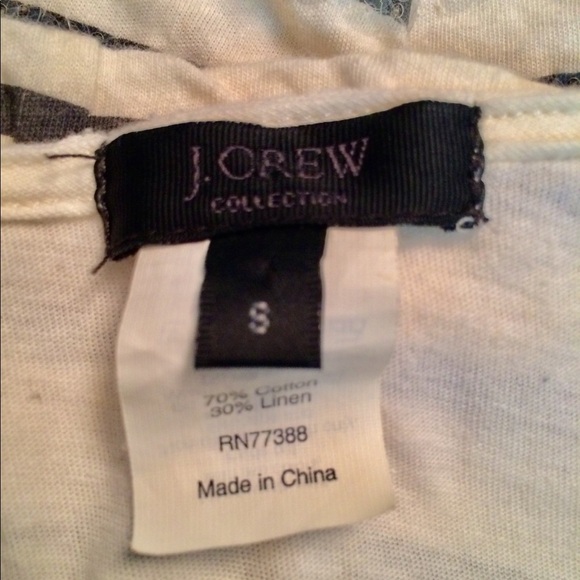 J.CREW
COLLECTION
S
70% Cotton
30% Linen
RN77388
Made in China